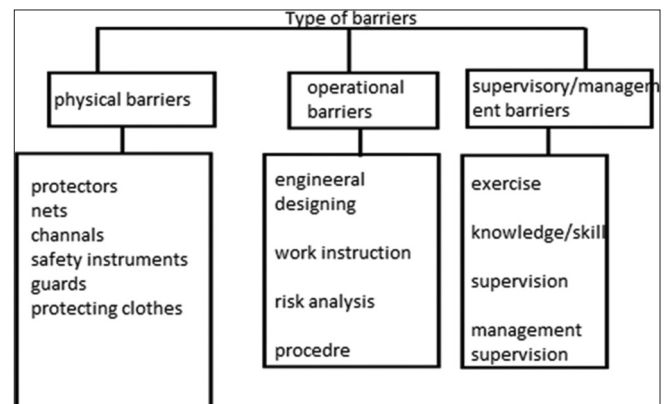 Type of barriers
physical barriers
operational
barriers
supervisory/managem
ent barriers
protectors
nets
channals
safety instruments
guards
protecting clothes
engineeral
designing
work instruction
risk analysis
procedre
exercise
knowledge/skill
supervision
management
supervision